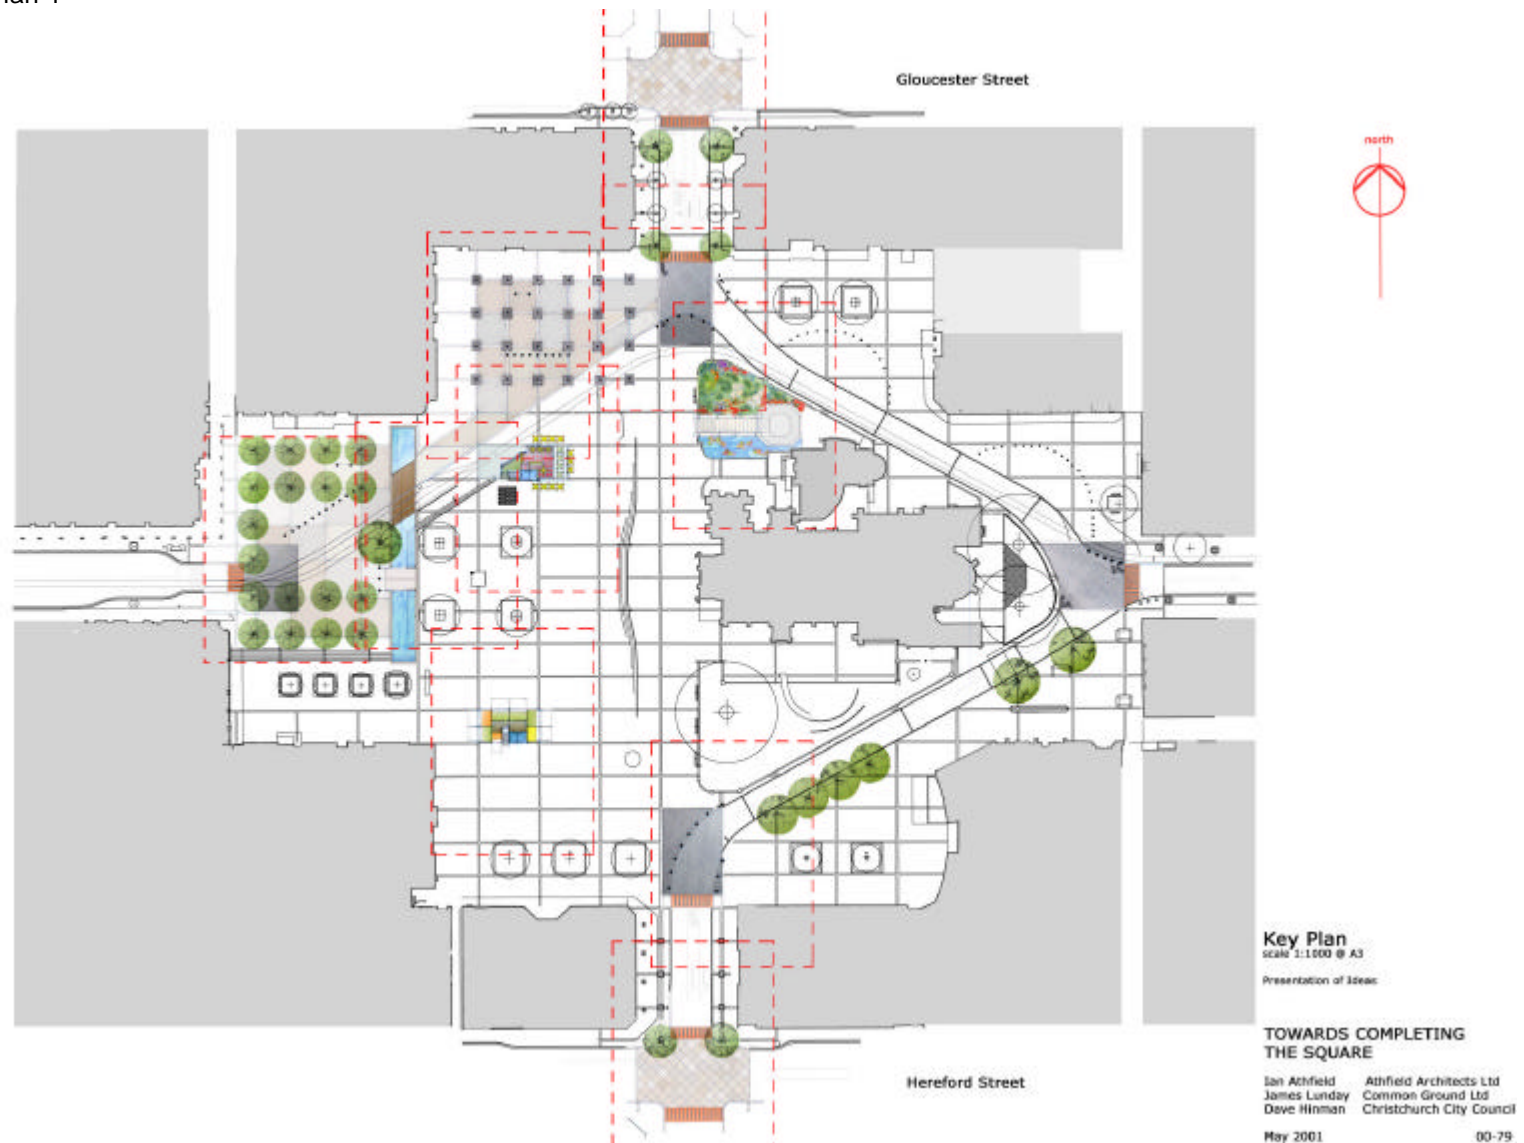 Gloucester Street
north
Key Plan
scale 1:1000 @ A3
Presentation of Ideas
TOWARDS COMPLETING
THE SQUARE
Ian Athfield Athfield Architects Ltd
James Lunday Common Ground Ltd
Dave Hinman Christchurch City Council
Hereford Street
May 2001 00-79